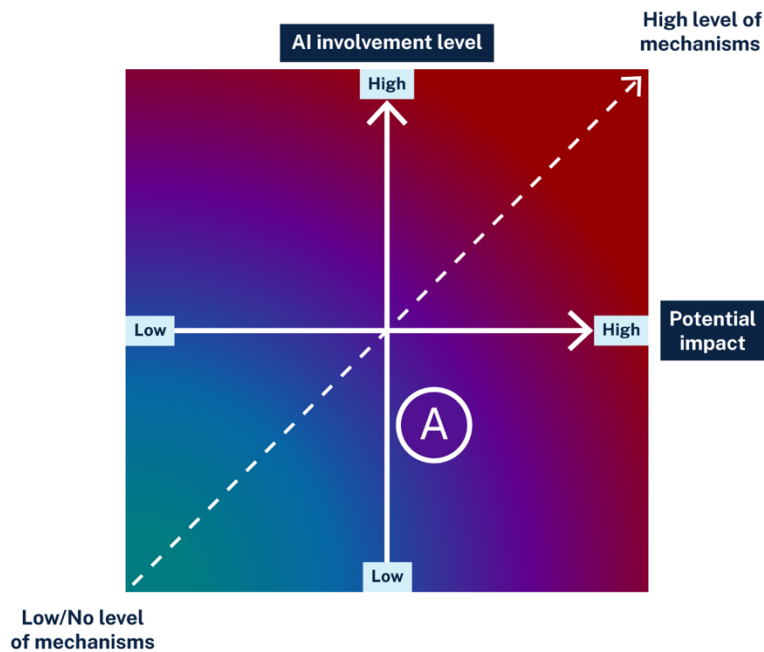 High level of
mechanisms
AI involvement level
High
Low
High
Potential
impact
A
Low
Low/No level
of mechanisms